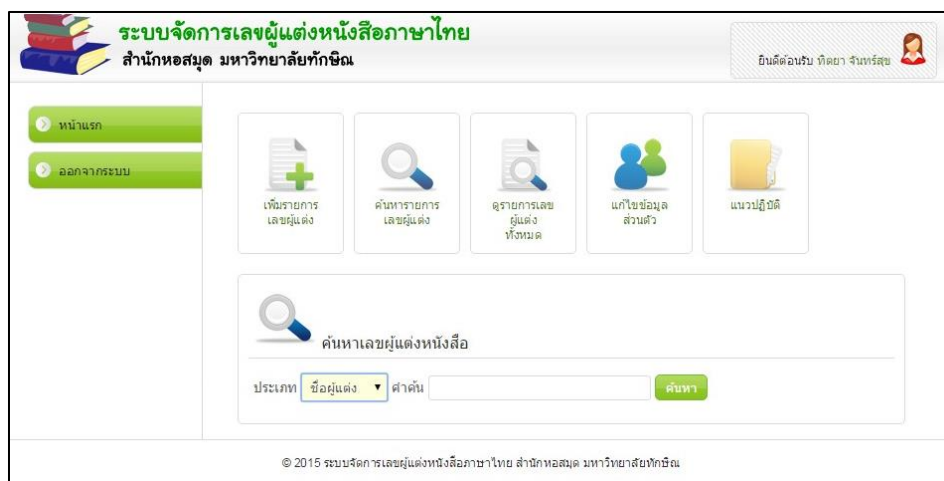 ระบบจัดการเลขผู้แต่งหนังสือภาษาไทย
สำนักหอสมุด มหาวิทยาลัยทักษิณ
ยินดีต้อนรับ ทิตยา จันทร์สุข
หน้าแรก
ออกจากระบบ
เพิ่มรายการ
เลขผู้แต่ง
ค้นหารายการ
เลขผู้แต่ง
ดูรายการเลข
ผู้แต่ง
ทั้งหมด
แก้ไขข้อมูล
ส่วนตัว
แนวปฏิบัติ
ค้นหาเลขผู้แต่งหนังสือ
ประเภท ชื่อผู้แต่ง คำค้น ค้นหา
© 2015 ระบบจัดการเลขผู้แต่งหนังสือภาษาไทย สำนักหอสมุด มหาวิทยาลัยทักษิณ